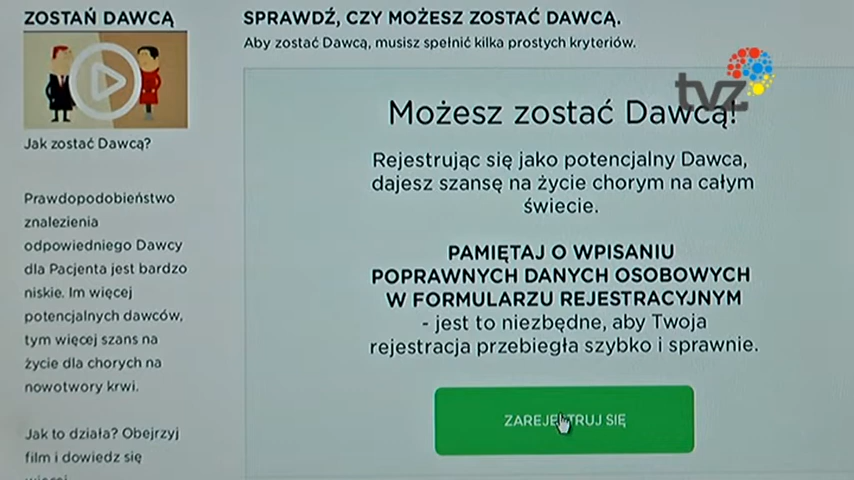 ZOSTAŃ DAWCĄ
Jak zostać Dawcą?
Prawdopodobieństwo
znalezienia
odpowiedniego Dawcy
dla Pacjenta jest bardzo
niskie. Im więcej
potencjalnych dawców,
tym więcej szans na
życie dla chorych na
nowotwory krwi.
Jak to działa? Obejrzyj
film i dowiedz się
SPRAWDŹ, CZY MOŻESZ ZOSTAĆ DAWCĄ.
Aby zostać Dawcą, musisz spełnić kilka prostych kryteriów.
tvz
Możesz zostać Dawcą!
Rejestrując się jako potencjalny Dawca,
dajesz szansę na życie chorym na całym
świecie.
PAMIĘTAJ O WPISANIU
POPRAWNYCH DANYCH OSOBOWYCH
W FORMULARZU REJESTRACYJNYM
- jest to niezbędne, aby Twoja
rejestracja przebiegła szybko i sprawnie.
ZAREJESTRUJ SIĘ